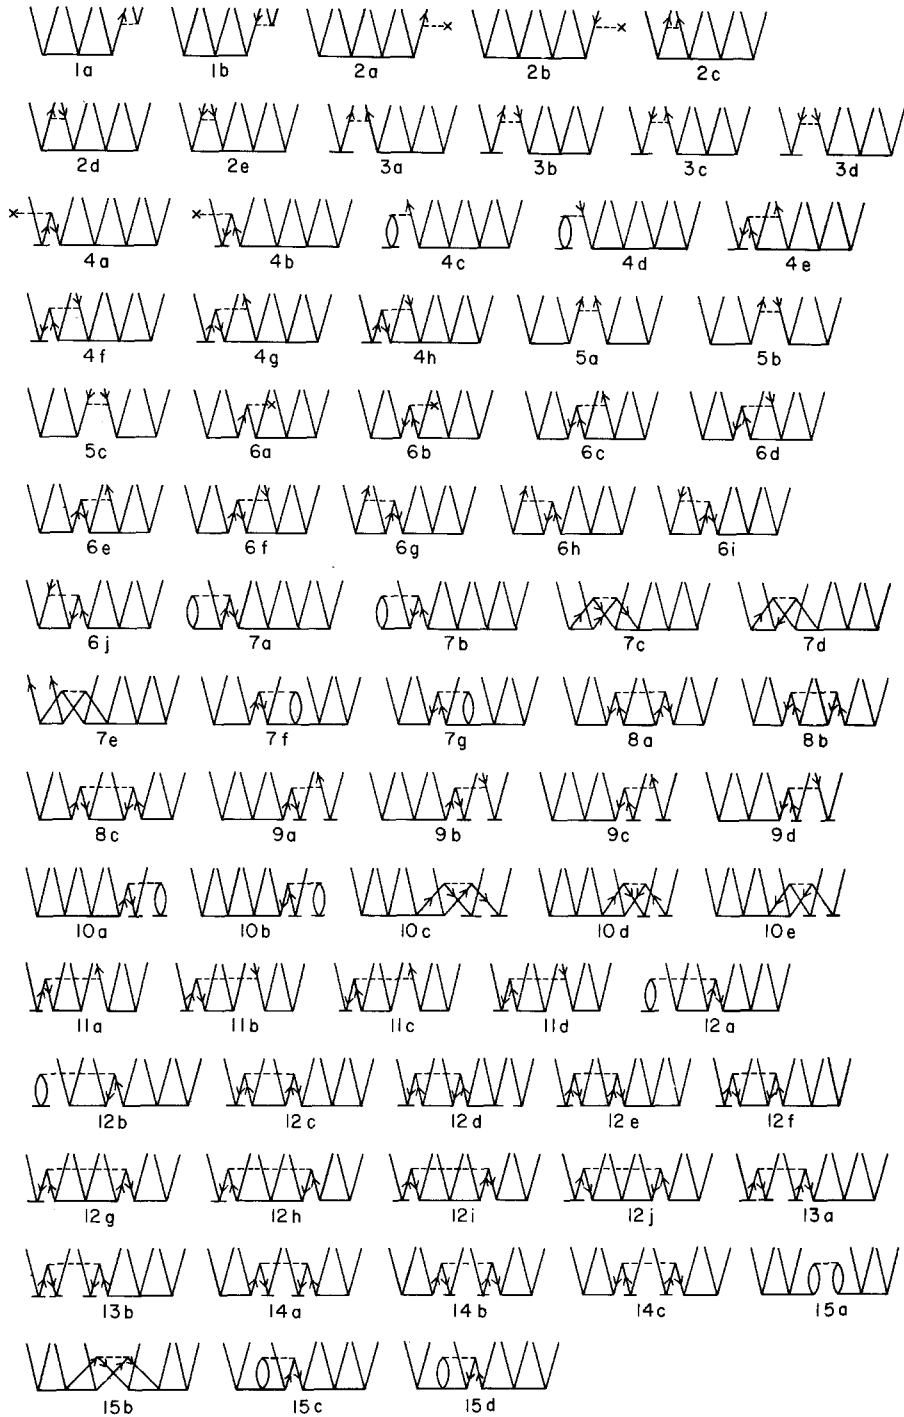 1a 1b 2a 2b 2c
2d 2e 3a 3b 3c 3d
4a 4b 4c 4d 4e
4f 4g 4h 5a 5b
5c 6a 6b 6c 6d
6e 6f 6g 6h 6i
6j 7a 7b 7c 7d
7e 7f 7g 8a 8b
8c 9a 9b 9c 9d
10a 10b 10c 10d 10e
11a 11b 11c 11d 12a
12b 12c 12d 12e 12f
12g 12h 12i 12j 13a
13b 14a 14b 14c 15a
15b 15c 15d